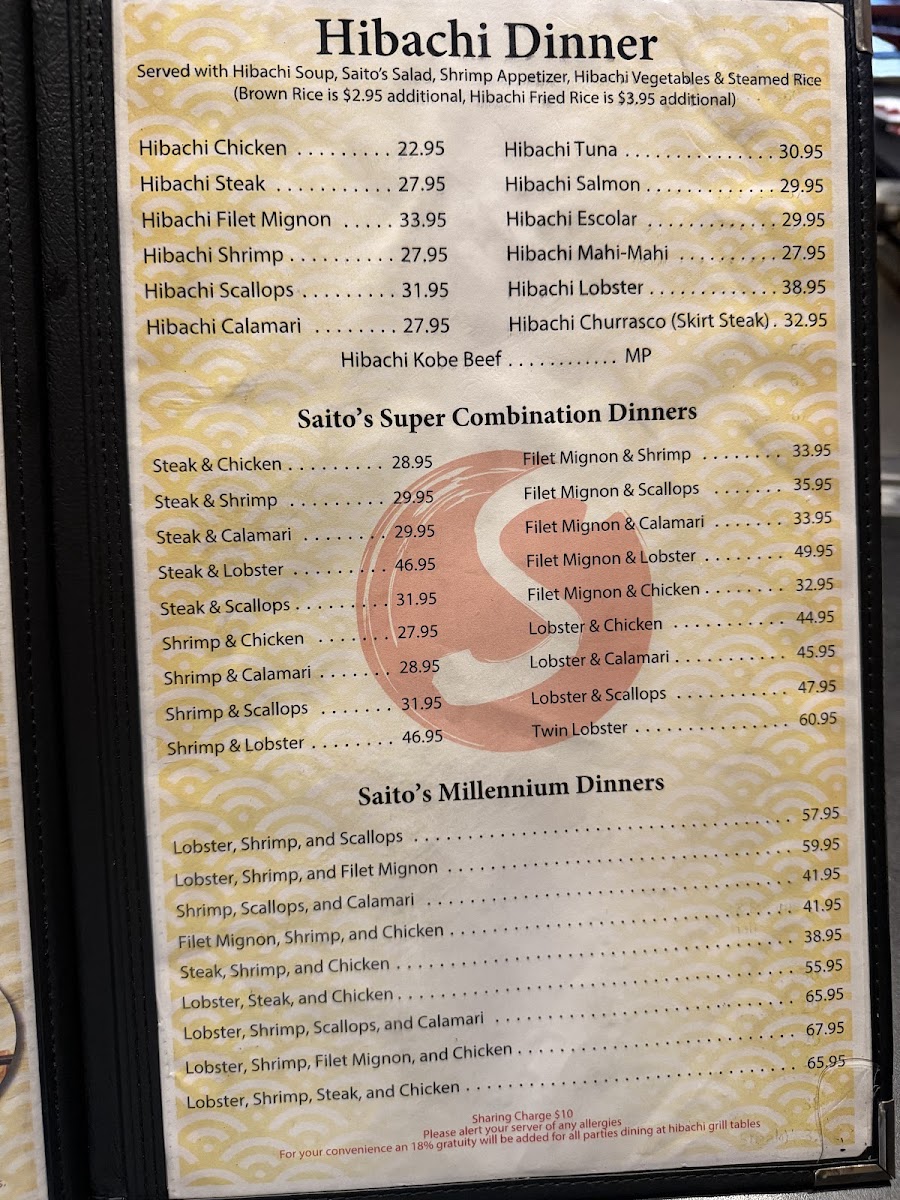 Hibachi Dinner
Served with Hibachi Soup, Saito's Salad, Shrimp Appetizer, Hibachi Vegetables & Steamed Rice
(Brown Rice is $2.95 additional, Hibachi Fried Rice is $3.95 additional)
Hibachi Chicken . . . . . . . . . 22.95
Hibachi Steak . . . . . . . . . . . 27.95
Hibachi Filet Mignon . . . . . 33.95
Hibachi Shrimp . . . . . . . . . . 27.95
Hibachi Scallops . . . . . . . . . 31.95
Hibachi Calamari . . . . . . . . 27.95
Hibachi Tuna . . . . . . . . . . . . . . . 30.95
Hibachi Salmon . . . . . . . . . . . . 29.95
Hibachi Escolar . . . . . . . . . . . . 29.95
Hibachi Mahi-Mahi . . . . . . . . . . 27.95
Hibachi Lobster . . . . . . . . . . . . 38.95
Hibachi Churrasco (Skirt Steak) . 32.95
Hibachi Kobe Beef . . . . . . . . . . . . MP
Saito's Super Combination Dinners
Steak & Chicken . . . . . . . . . 28.95
Steak & Shrimp . . . . . . . . . 29.95
Steak & Calamari . . . . . . . . 29.95
Steak & Lobster . . . . . . . . . 46.95
Steak & Scallops . . . . . . . . . 31.95
Shrimp & Chicken . . . . . . . 27.95
Shrimp & Calamari . . . . . . . 28.95
Shrimp & Scallops . . . . . . . 31.95
Shrimp & Lobster . . . . . . . . 46.95
Filet Mignon & Shrimp . . . . . . . . 33.95
Filet Mignon & Scallops . . . . . . . 35.95
Filet Mignon & Calamari . . . . . . . 33.95
Filet Mignon & Lobster . . . . . . . . 49.95
Filet Mignon & Chicken . . . . . . . . 32.95
Lobster & Chicken . . . . . . . . . . . 44.95
Lobster & Calamari . . . . . . . . . . . 45.95
Lobster & Scallops . . . . . . . . . . . 47.95
Twin Lobster . . . . . . . . . . . . . . . 60.95
Saito's Millennium Dinners
Lobster, Shrimp, and Scallops . . . . . . . . . . 57.95
Lobster, Shrimp, and Filet Mignon . . . . . . . . . . 59.95
Shrimp, Scallops, and Calamari . . . . . . . . . . 41.95
Filet Mignon, Shrimp, and Chicken . . . . . . . . . . 41.95
Steak, Shrimp, and Chicken . . . . . . . . . . 38.95
Lobster, Steak, and Chicken . . . . . . . . . . 55.95
Lobster, Shrimp, Scallops, and Calamari . . . . . . . . . . 65.95
Lobster, Shrimp, Filet Mignon, and Chicken . . . . . . . . . . 67.95
Lobster, Shrimp, Steak, and Chicken . . . . . . . . . . 65.95
Sharing Charge $10
Please alert your server of any allergies
For your convenience an 18% gratuity will be added for all parties dining at hibachi grill tables